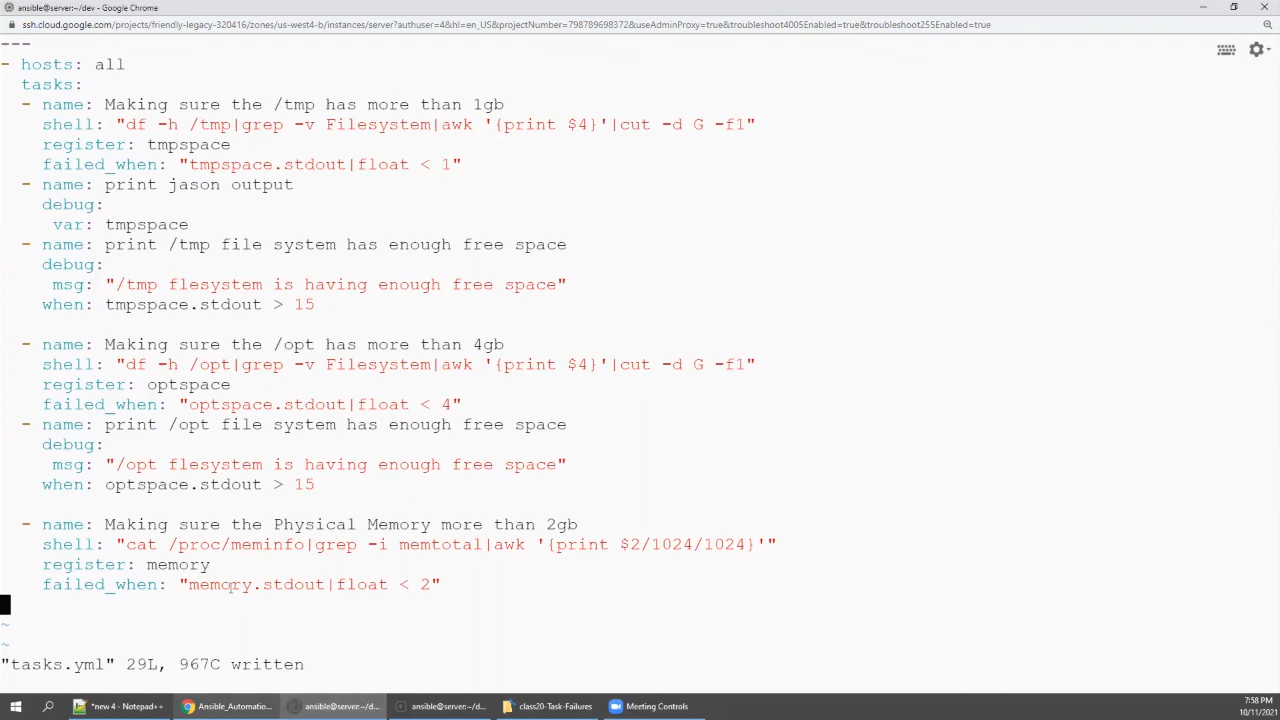 ansible@server:~/dev - Google Chrome
ssh.cloud.google.com/projects/friendly-legacy-320416/zones/us-west4-b/instances/server?authuser=4&hl=en_US&projectNumber=798789698372&useAdminProxy=true&troubleshoot4005Enabled=true&troubleshoot255Enabled=true
---
- hosts: all
  tasks:
  - name: Making sure the /tmp has more than 1gb
    shell: "df -h /tmp|grep -v Filesystem|awk '{print $4}'|cut -d G -f1"
    register: tmpspace
    failed_when: "tmpspace.stdout|float < 1"
  - name: print jason output
    debug:
     var: tmpspace
  - name: print /tmp file system has enough free space
    debug:
     msg: "/tmp flesystem is having enough free space"
    when: tmpspace.stdout > 15
  - name: Making sure the /opt has more than 4gb
    shell: "df -h /opt|grep -v Filesystem|awk '{print $4}'|cut -d G -f1"
    register: optspace
    failed_when: "optspace.stdout|float < 4"
  - name: print /opt file system has enough free space
    debug:
     msg: "/opt flesystem is having enough free space"
    when: optspace.stdout > 15
  - name: Making sure the Physical Memory more than 2gb
    shell: "cat /proc/meminfo|grep -i memtotal|awk '{print $2/1024/1024}'"
    register: memory
    failed_when: "memory.stdout|float < 2"
~
~
"tasks.yml" 29L, 967C written
*new 4 - Notepad++
Ansible_Automatio...
ansible@server:~/d...
ansible@server:~/d...
class20-Task-Failures
Meeting Controls
7:58 PM
10/11/2021